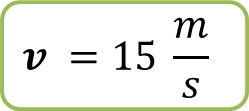 v = 15 m/s